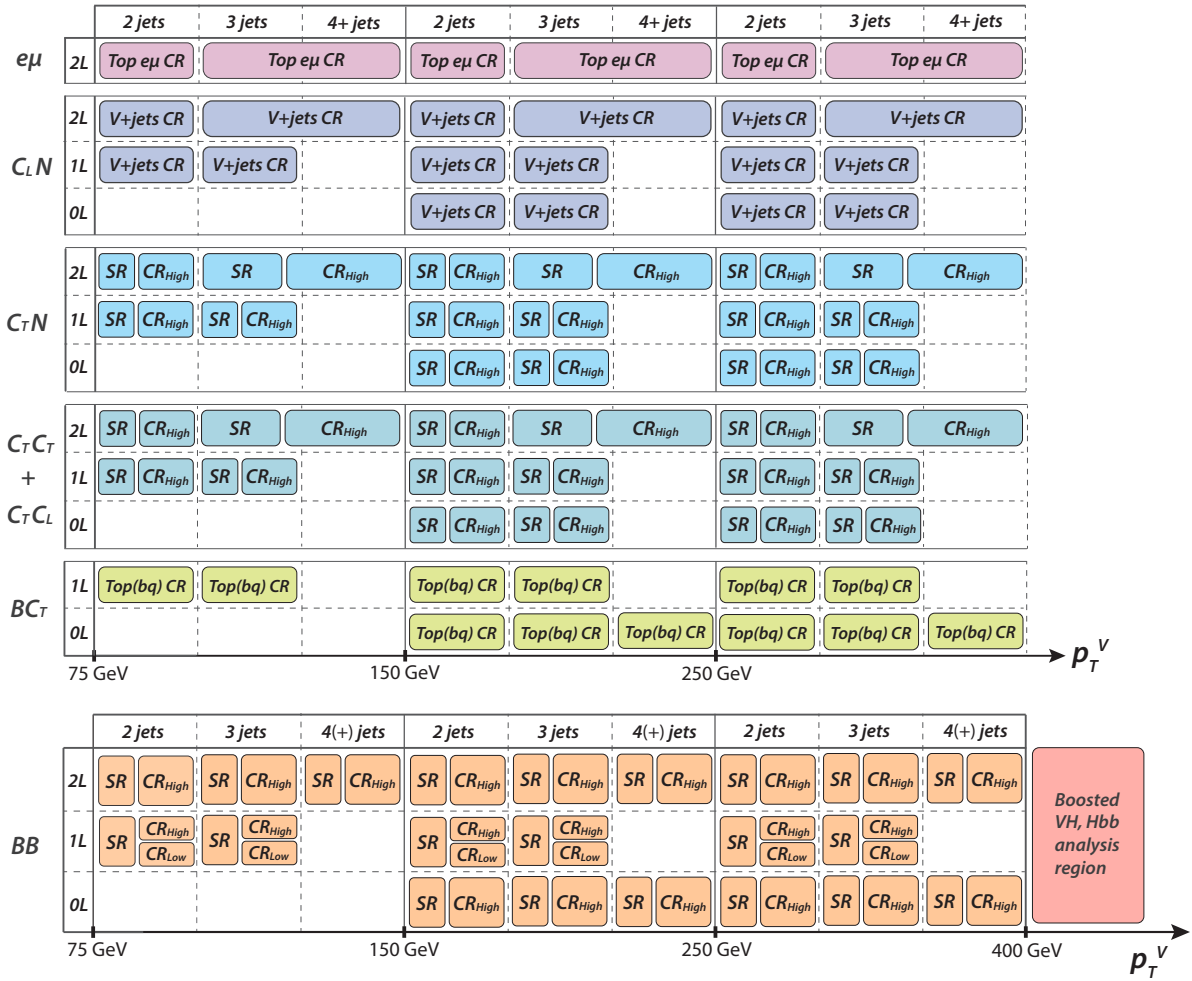 2 jets 3 jets 4+ jets 2 jets 3 jets 4+ jets 2 jets 3 jets 4+ jets
eμ 2L Top eμ CR Top eμ CR Top eμ CR Top eμ CR Top eμ CR Top eμ CR
2L V+jets CR V+jets CR V+jets CR V+jets CR V+jets CR V+jets CR
CLN 1L V+jets CR V+jets CR V+jets CR V+jets CR V+jets CR V+jets CR
0L V+jets CR V+jets CR V+jets CR V+jets CR
2L SR CRHigh SR CRHigh SR CRHigh SR CRHigh SR CRHigh SR CRHigh
CTN 1L SR CRHigh SR CRHigh SR CRHigh SR CRHigh SR CRHigh SR CRHigh
0L SR CRHigh SR CRHigh SR CRHigh SR CRHigh
CTCT 2L SR CRHigh SR CRHigh SR CRHigh SR CRHigh SR CRHigh SR CRHigh
+ 1L SR CRHigh SR CRHigh SR CRHigh SR CRHigh SR CRHigh SR CRHigh
CTCL 0L SR CRHigh SR CRHigh SR CRHigh SR CRHigh
BCT 1L Top(bq) CR Top(bq) CR Top(bq) CR Top(bq) CR Top(bq) CR Top(bq) CR
0L Top(bq) CR Top(bq) CR Top(bq) CR Top(bq) CR Top(bq) CR Top(bq) CR
75 GeV 150 GeV 250 GeV pTV
2 jets 3 jets 4(+) jets 2 jets 3 jets 4(+) jets 2 jets 3 jets 4(+) jets
2L SR CRHigh SR CRHigh SR CRHigh SR CRHigh SR CRHigh SR CRHigh SR CRHigh SR CRHigh SR CRHigh
BB 1L SR CRHigh SR CRHigh SR CRHigh SR CRHigh SR CRHigh SR CRHigh
CRLow CRLow CRLow CRLow CRLow CRLow
0L SR CRHigh SR CRHigh SR CRHigh SR CRHigh SR CRHigh SR CRHigh
Boosted
VH, Hbb
analysis
region
75 GeV 150 GeV 250 GeV 400 GeV pTV